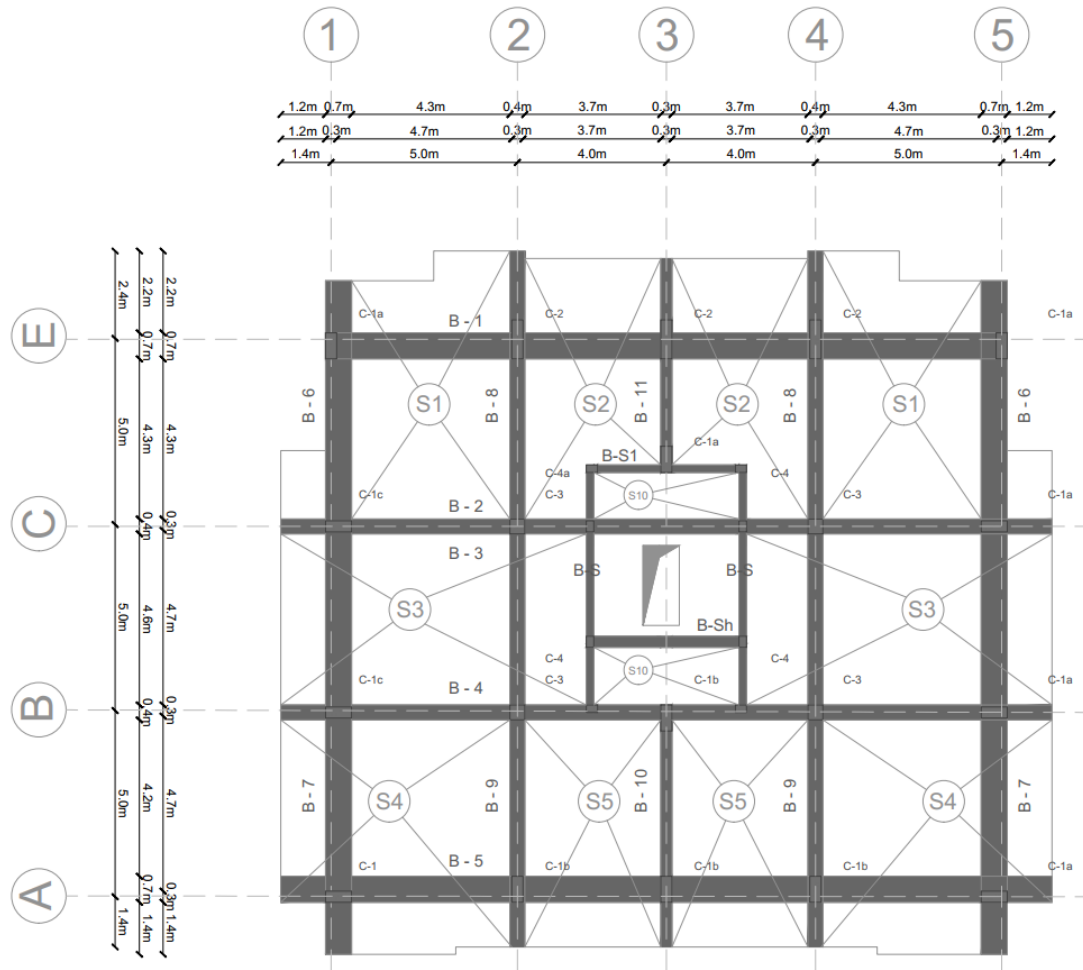 1 2 3 4 5
1.2m 0.7m 4.3m 0.4m 3.7m 0.3m 3.7m 0.4m 4.3m 0.7m 1.2m
1.2m 0.3m 4.7m 0.3m 3.7m 0.3m 3.7m 0.3m 4.7m 0.3m 1.2m
1.4m 5.0m 4.0m 4.0m 5.0m 1.4m
2.4m 2.2m 2.2m
C-1a C-2 C-2 C-2 C-1a
B - 1
E
0.7m 0.7m
5.0m 4.3m 4.3m
B - 6 S1 B - 8 S2 B - 11 S2 B - 8 S1 B - 6
C-1a
B-S1
C-4a C-4
C-1c C-3 S10 C-3 C-1a
B - 2
C
0.4m 0.3m
B - 3
B-S B-S
5.0m 4.6m 4.7m
S3 S3
B-Sh
C-4 C-4
S10
C-1c C-3 C-1b C-3 C-1a
B - 4
B
0.4m 0.3m
5.0m 4.2m 4.7m
B - 7 S4 B - 9 S5 B - 10 S5 B - 9 S4 B - 7
C-1 C-1b C-1b C-1b C-1a
B - 5
A
0.7m 0.3m
1.4m 1.4m 1.4m